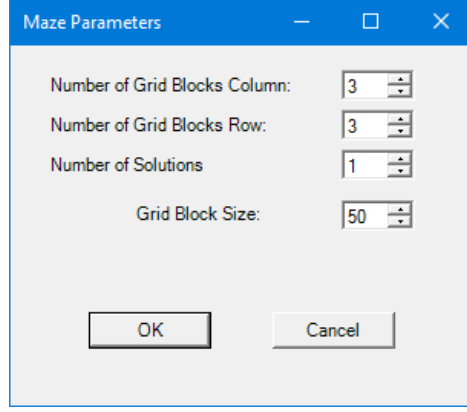 Maze Parameters
Number of Grid Blocks Column: 3
Number of Grid Blocks Row: 3
Number of Solutions 1
Grid Block Size: 50
OK Cancel